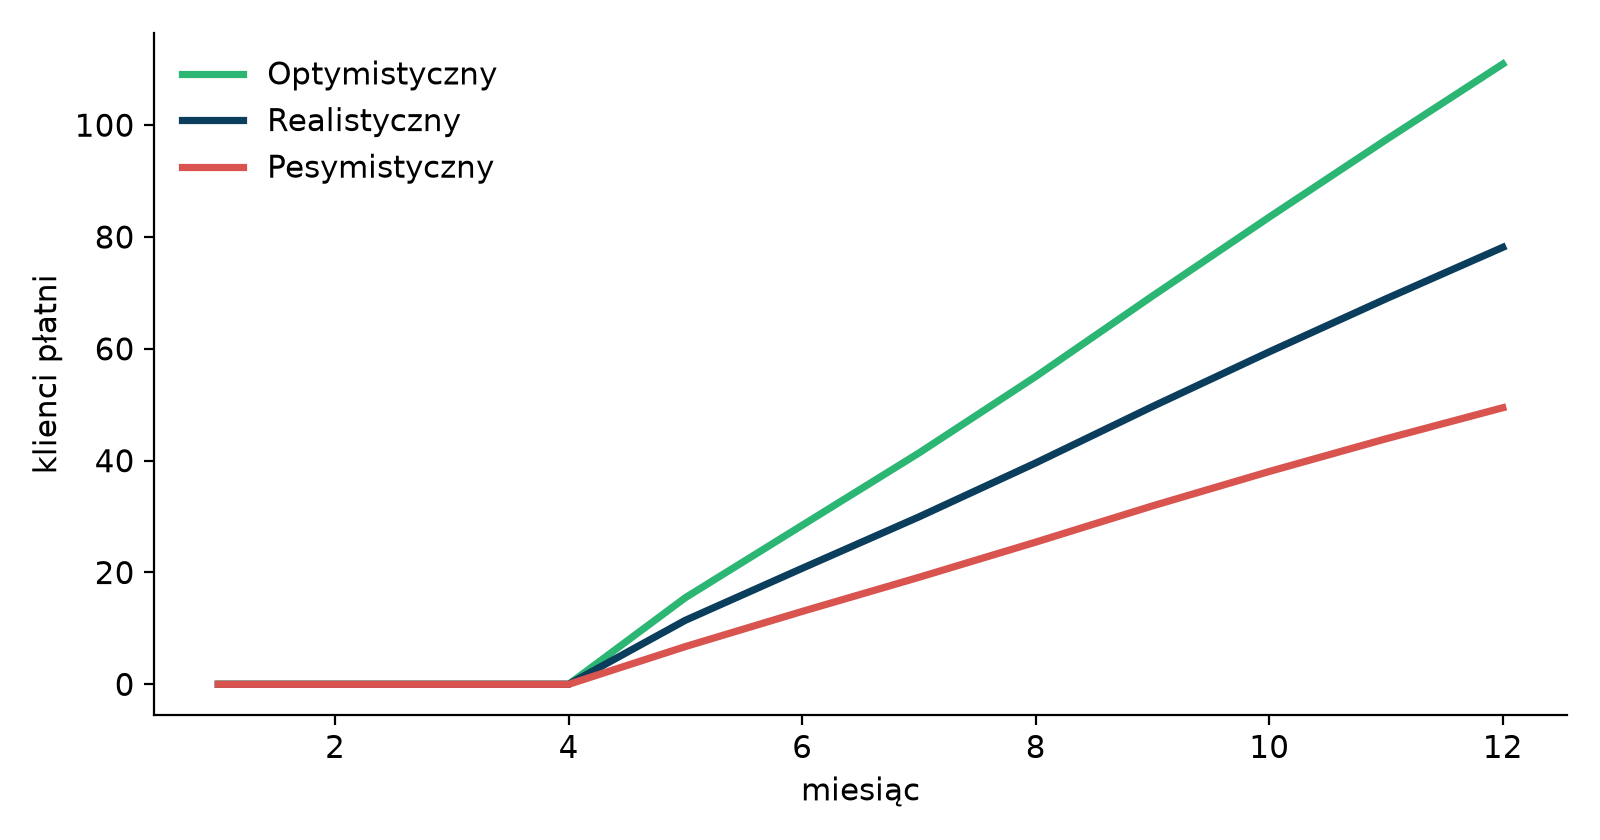 Optymistyczny
Realistyczny
Pesymistyczny
100
80
60
40
20
0
klienci płatni
2 4 6 8 10 12
miesiąc